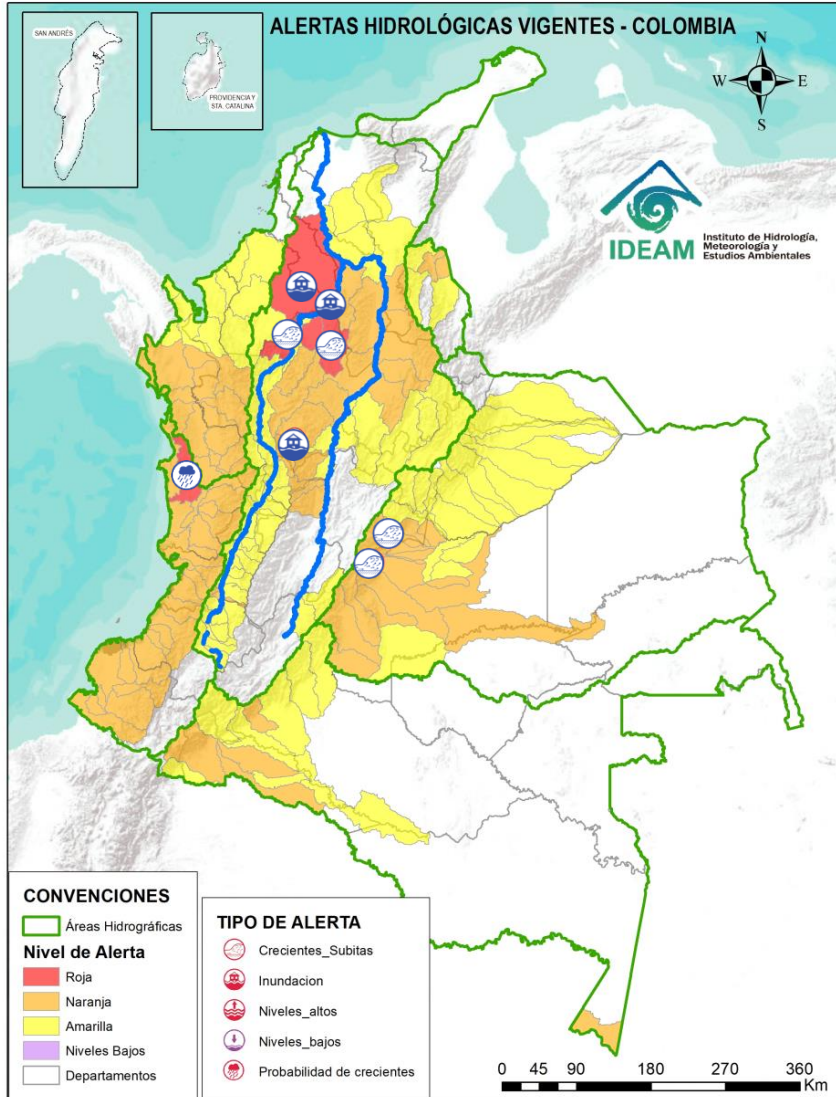 ALERTAS HIDROLÓGICAS VIGENTES - COLOMBIA
SAN ANDRÉS
PROVIDENCIA Y
STA. CATALINA
N
W
E
S
IDEAM
Instituto de Hidrología,
Meteorología y
Estudios Ambientales
CONVENCIONES
Áreas Hidrográficas
Nivel de Alerta
Roja
Naranja
Amarilla
Niveles Bajos
Departamentos
TIPO DE ALERTA
Crecientes_Subitas
Inundacion
Niveles_altos
Niveles_bajos
Probabilidad de crecientes
0 45 90 180 270 360
Km